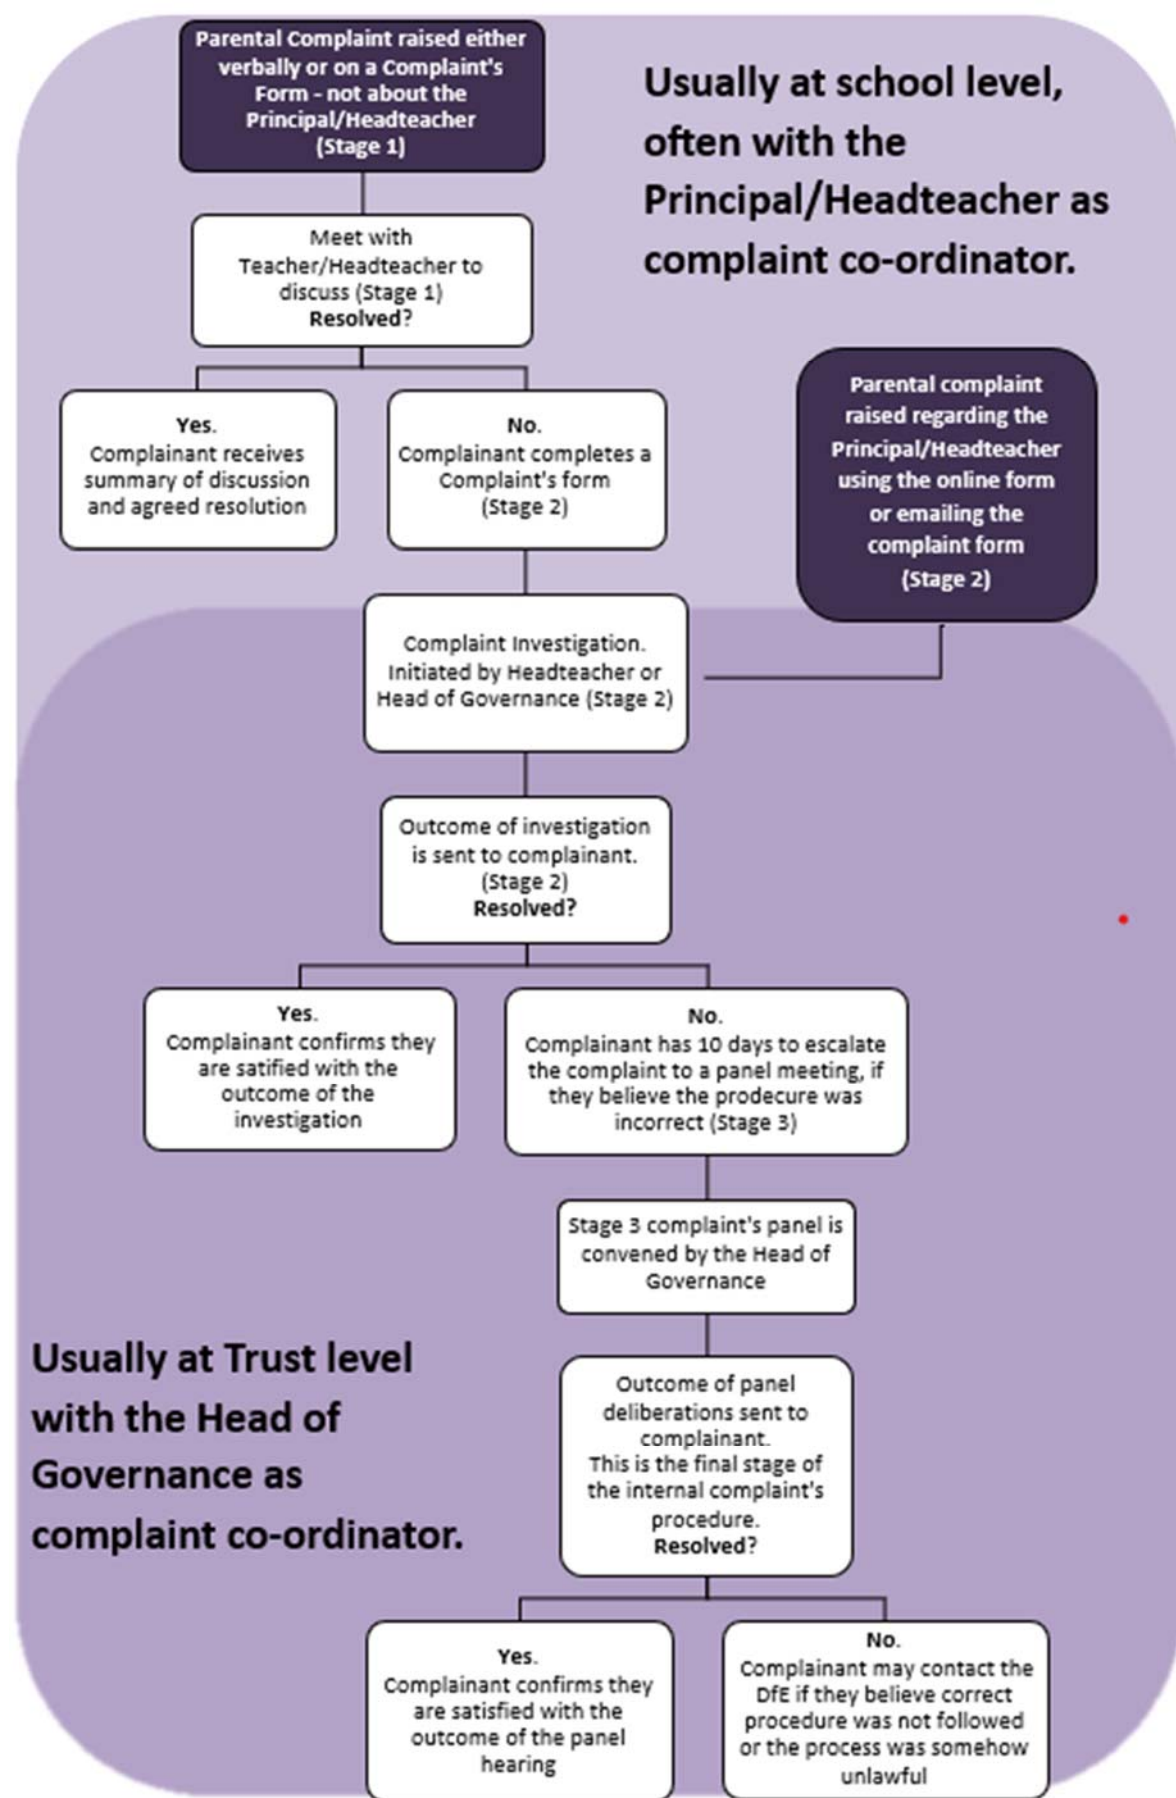 Parental Complaint raised either
verbally or on a Complaint's
Form - not about the
Principal/Headteacher
(Stage 1)
Usually at school level,
often with the
Principal/Headteacher as
complaint co-ordinator.
Meet with
Teacher/Headteacher to
discuss (Stage 1)
Resolved?
Yes.
Complainant receives
summary of discussion
and agreed resolution
No.
Complainant completes a
Complaint's form
(Stage 2)
Parental complaint
raised regarding the
Principal/Headteacher
using the online form
or emailing the
complaint form
(Stage 2)
Complaint Investigation.
Initiated by Headteacher or
Head of Governance (Stage 2)
Outcome of investigation
is sent to complainant.
(Stage 2)
Resolved?
Yes.
Complainant confirms they
are satified with the
outcome of the
investigation
No.
Complainant has 10 days to escalate
the complaint to a panel meeting, if
they believe the prodecure was
incorrect (Stage 3)
Stage 3 complaint's panel is
convened by the Head of
Governance
Usually at Trust level
with the Head of
Governance as
complaint co-ordinator.
Outcome of panel
deliberations sent to
complainant.
This is the final stage of
the internal complaint's
procedure.
Resolved?
Yes.
Complainant confirms they
are satisfied with the
outcome of the panel
hearing
No.
Complainant may contact the
DfE if they believe correct
procedure was not followed
or the process was somehow
unlawful